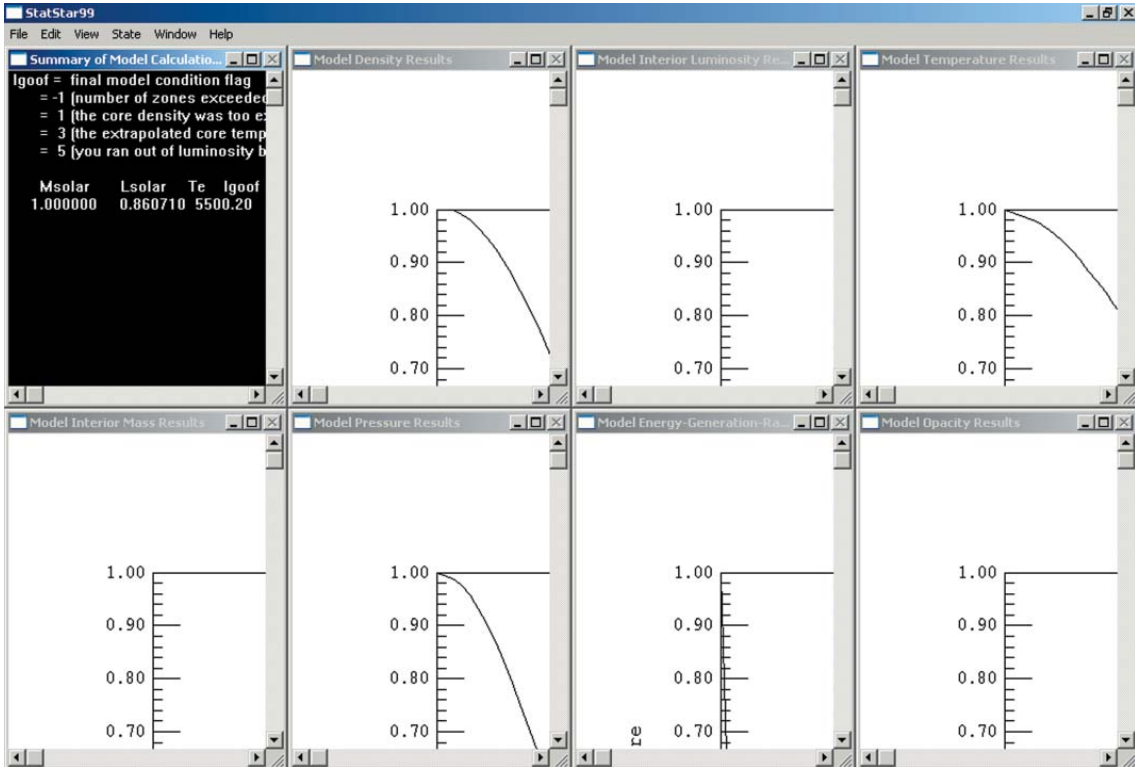 StatStar99
File Edit View State Window Help
Summary of Model Calculatio...
Igoof = final model condition flag
= -1 (number of zones exceeded
= 1 (the core density was too ex
= 3 (the extrapolated core temp
= 5 (you ran out of luminosity b
Msolar Lsolar Te Igoof
1.000000 0.860710 5500.20
Model Density Results
1.00
0.90
0.80
0.70
Model Interior Luminosity Re...
1.00
0.90
0.80
0.70
Model Temperature Results
1.00
0.90
0.80
0.70
Model Interior Mass Results
1.00
0.90
0.80
0.70
Model Pressure Results
1.00
0.90
0.80
0.70
Model Energy-Generation-Ra...
1.00
0.90
0.80
0.70
re
Model Opacity Results
1.00
0.90
0.80
0.70